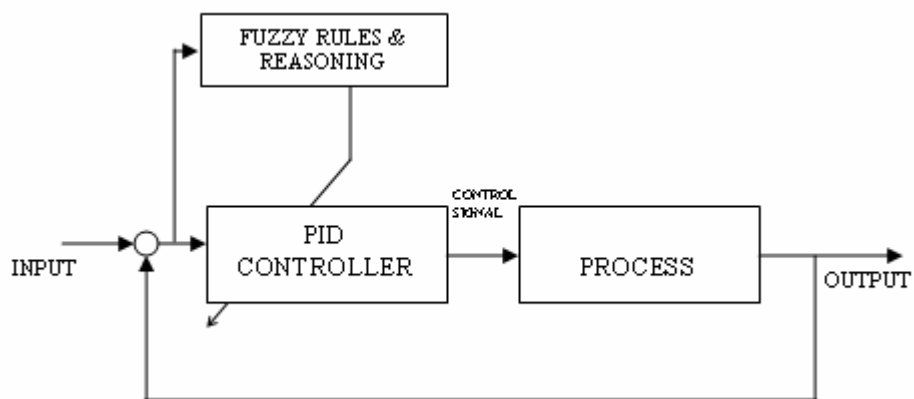 FUZZY RULES &
REASONING
CONTROL
SIGNAL
PID
CONTROLLER
PROCESS
INPUT
OUTPUT